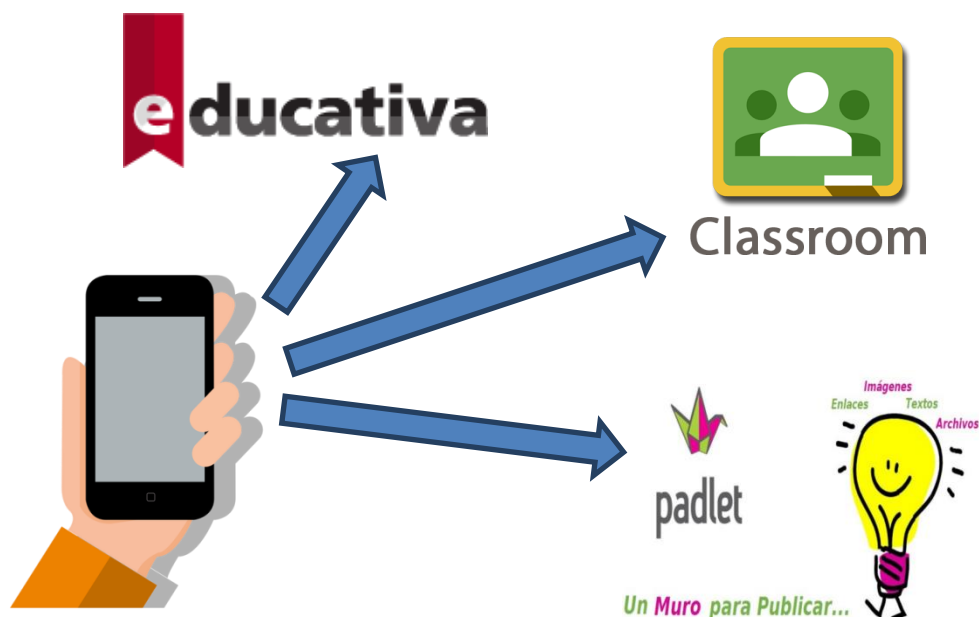 educativa
Classroom
Imágenes
Enlaces Textos
Archivos
padlet
Un Muro para Publicar...